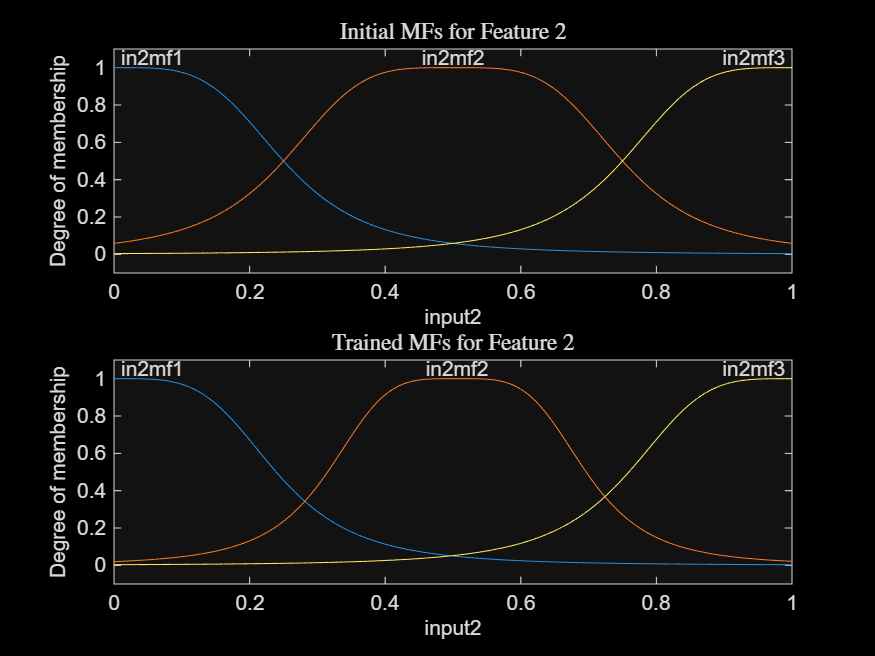 Initial MFs for Feature 2
in2mf1 in2mf2 in2mf3
Degree of membership
1
0.8
0.6
0.4
0.2
0
0 0.2 0.4 0.6 0.8 1
input2
Trained MFs for Feature 2
in2mf1 in2mf2 in2mf3
Degree of membership
1
0.8
0.6
0.4
0.2
0
0 0.2 0.4 0.6 0.8 1
input2